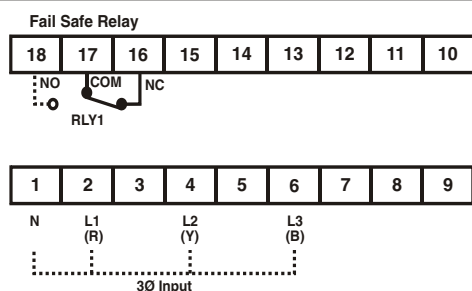 Fail Safe Relay
18 17 16 15 14 13 12 11 10
NO COM NC
RLY1
1 2 3 4 5 6 7 8 9
N L1 L2 L3
(R) (Y) (B)
3Ø Input